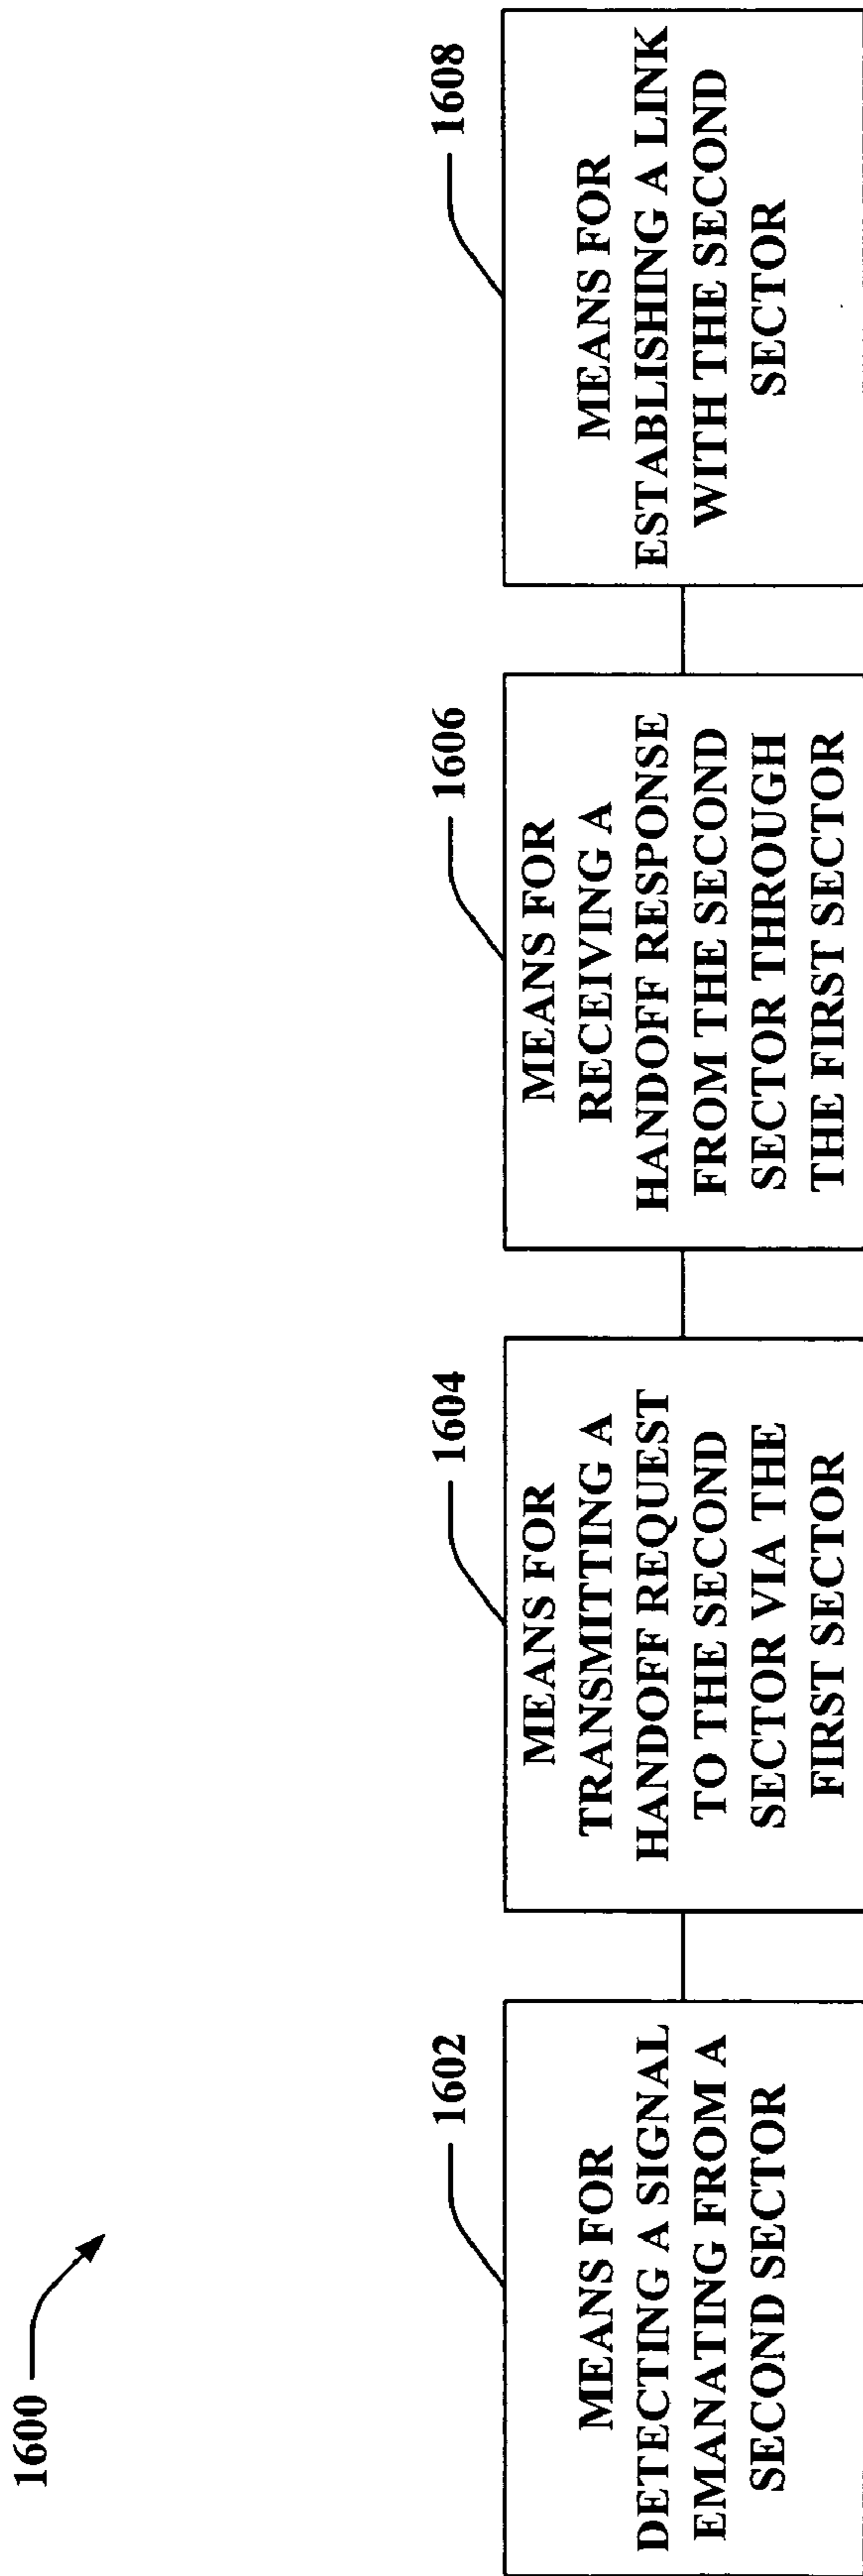 1600
1602
MEANS FOR
DETECTING A SIGNAL
EMANATING FROM A
SECOND SECTOR
1604
MEANS FOR
TRANSMITTING A
HANDOFF REQUEST
TO THE SECOND
SECTOR VIA THE
FIRST SECTOR
1606
MEANS FOR
RECEIVING A
HANDOFF RESPONSE
FROM THE SECOND
SECTOR THROUGH
THE FIRST SECTOR
1608
MEANS FOR
ESTABLISHING A LINK
WITH THE SECOND
SECTOR